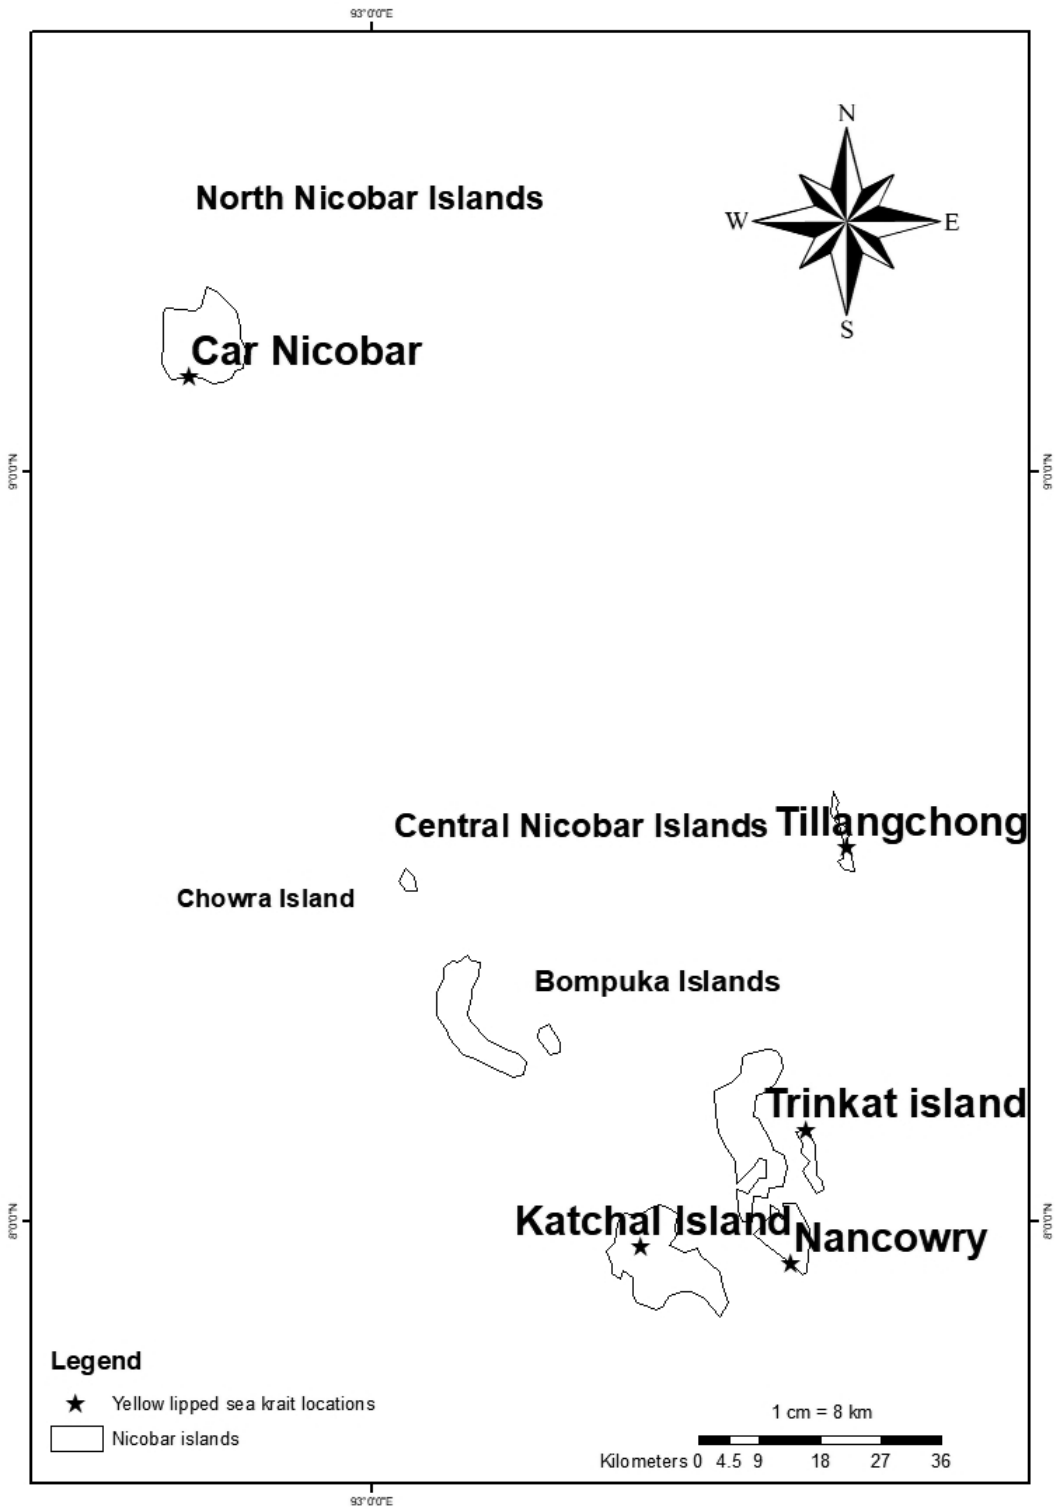 93°0'0"E
N
North Nicobar Islands
W
E
S
Car Nicobar
9°0'0"N
9°0'0"N
Central Nicobar Islands
Tillangchong
Chowra Island
Bompuka Islands
Trinkat island
Katchal Island
8°0'0"N
8°0'0"N
Nancowry
Legend
Yellow lipped sea krait locations
Nicobar islands
1 cm = 8 km
Kilometers 0 4.5 9 18 27 36
93°0'0"E